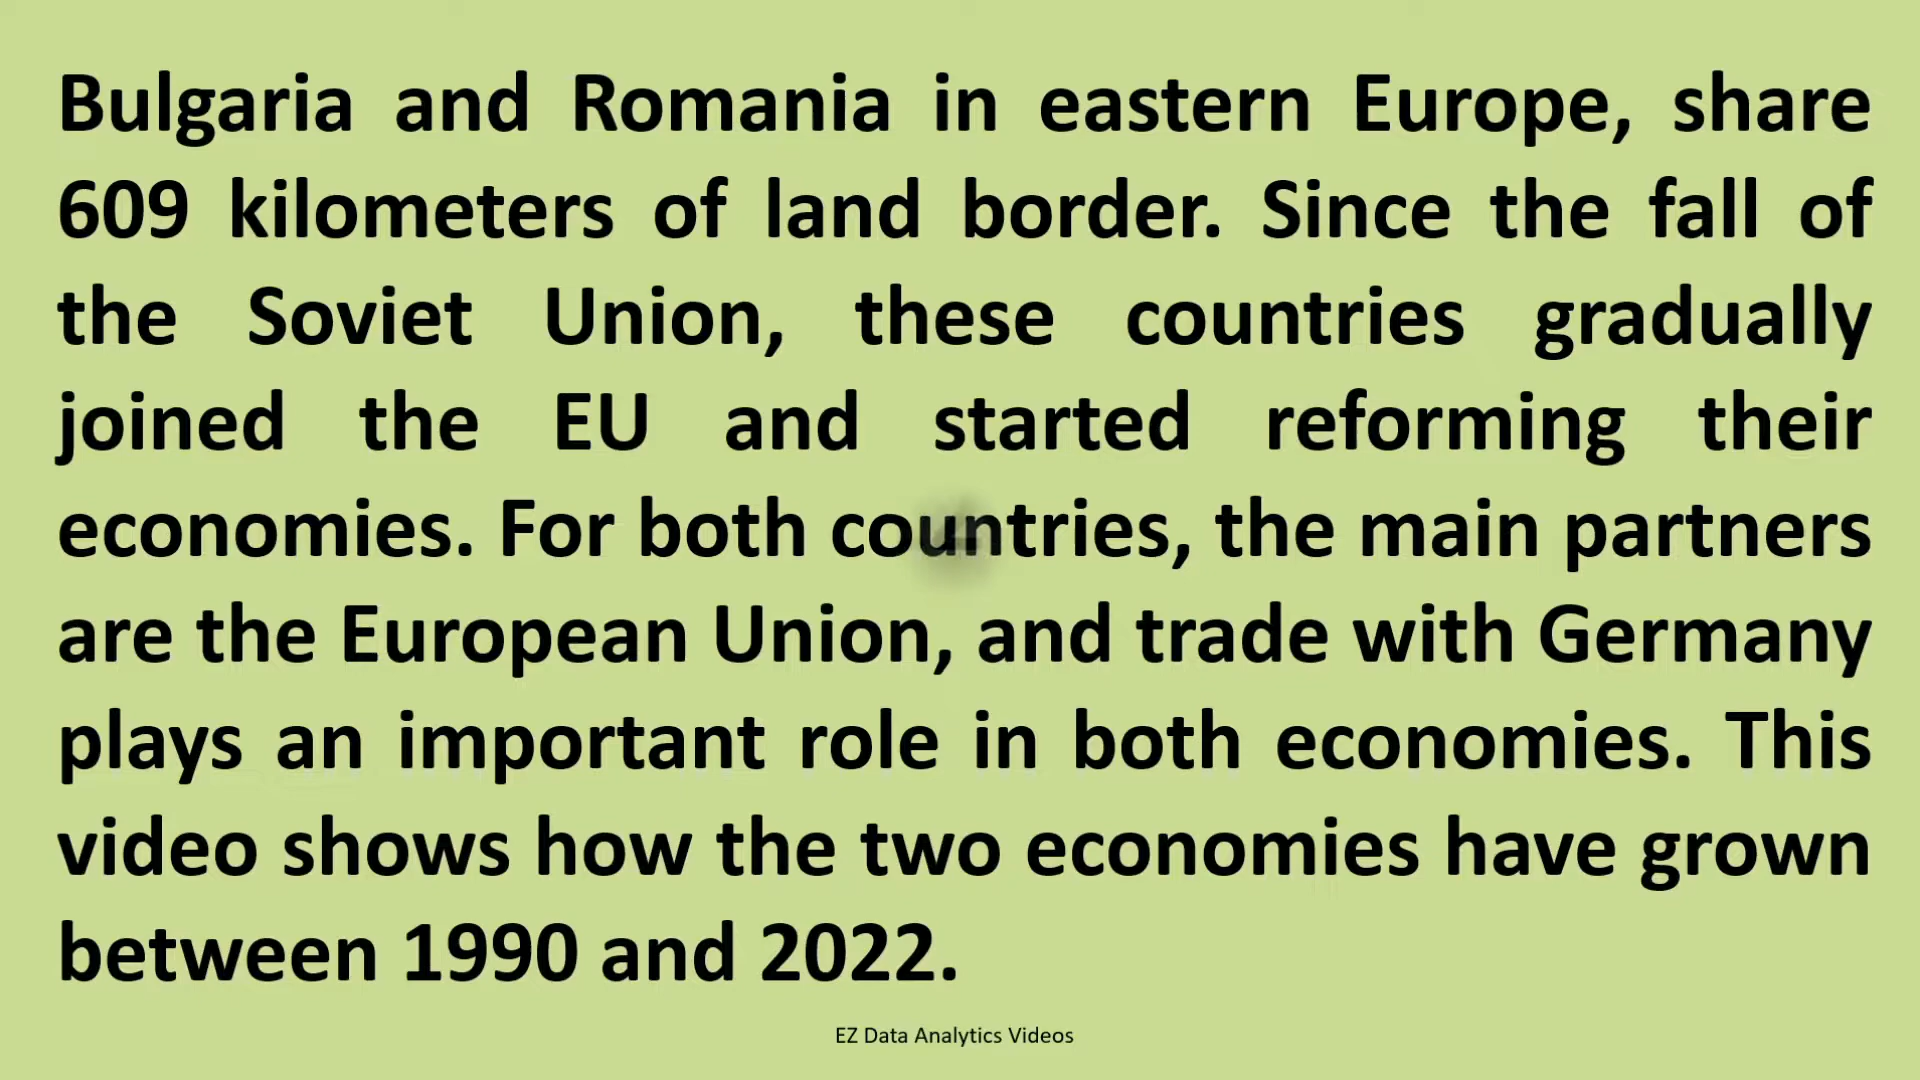 Bulgaria and Romania in eastern Europe, share
609 kilometers of land border. Since the fall of
the Soviet Union, these countries gradually
joined the EU and started reforming their
economies. For both countries, the main partners
are the European Union, and trade with Germany
plays an important role in both economies. This
video shows how the two economies have grown
between 1990 and 2022.
EZ Data Analytics Videos